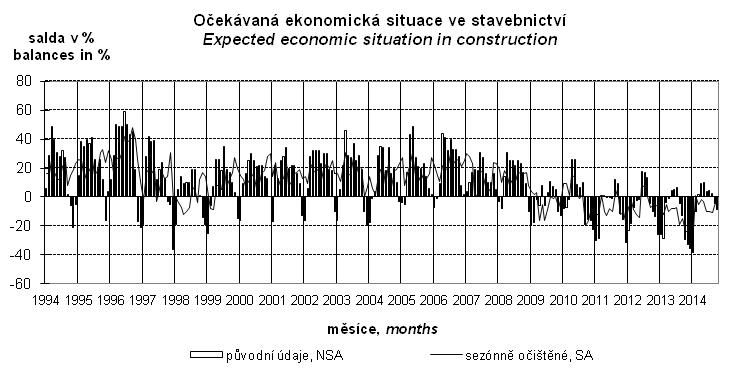 Očekávaná ekonomická situace ve stavebnictví
Expected economic situation in construction
salda v %
balances in %
80
60
40
20
0
-20
-40
-60
1994 1995 1996 1997 1998 1999 2000 2001 2002 2003 2004 2005 2006 2007 2008 2009 2010 2011 2012 2013 2014
měsíce, months
původní údaje, NSA
sezónně očištěné, SA